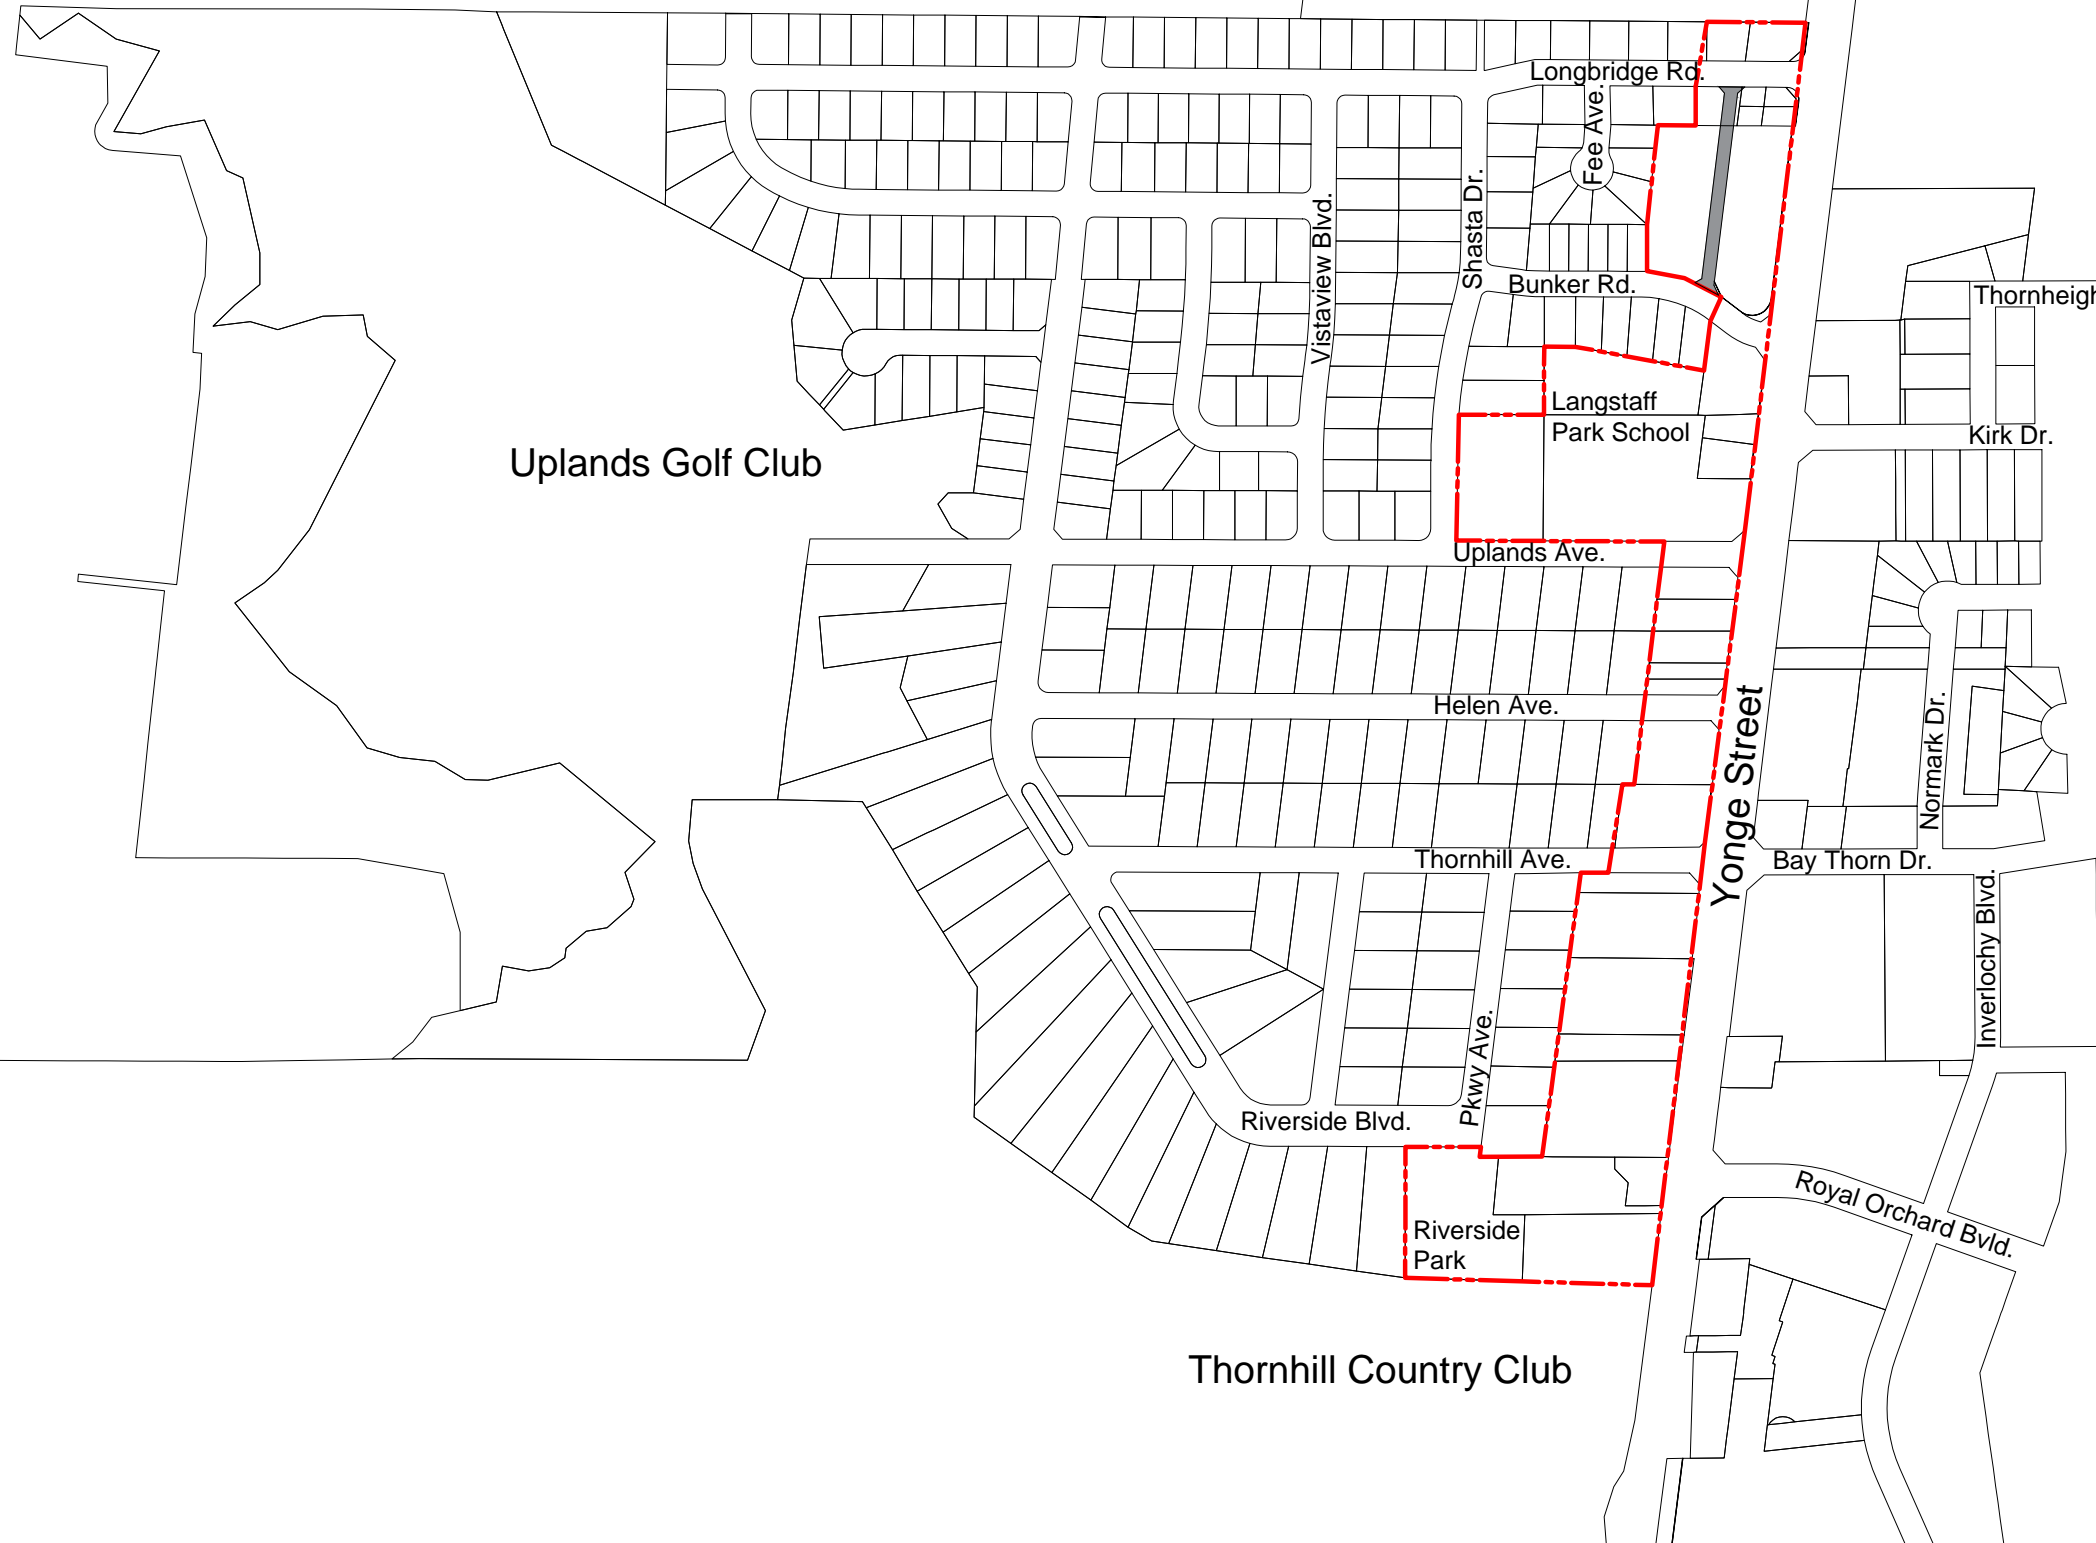 Longbridge Rd.
Fee Ave.
Shasta Dr.
Vistaview Blvd.
Bunker Rd.
Thornheigh
Langstaff
Park School
Kirk Dr.
Uplands Golf Club
Uplands Ave.
Helen Ave.
Yonge Street
Normark Dr.
Thornhill Ave.
Bay Thorn Dr.
Inverlochy Blvd.
Pkwy Ave.
Riverside Blvd.
Royal Orchard Bvld.
Riverside
Park
Thornhill Country Club